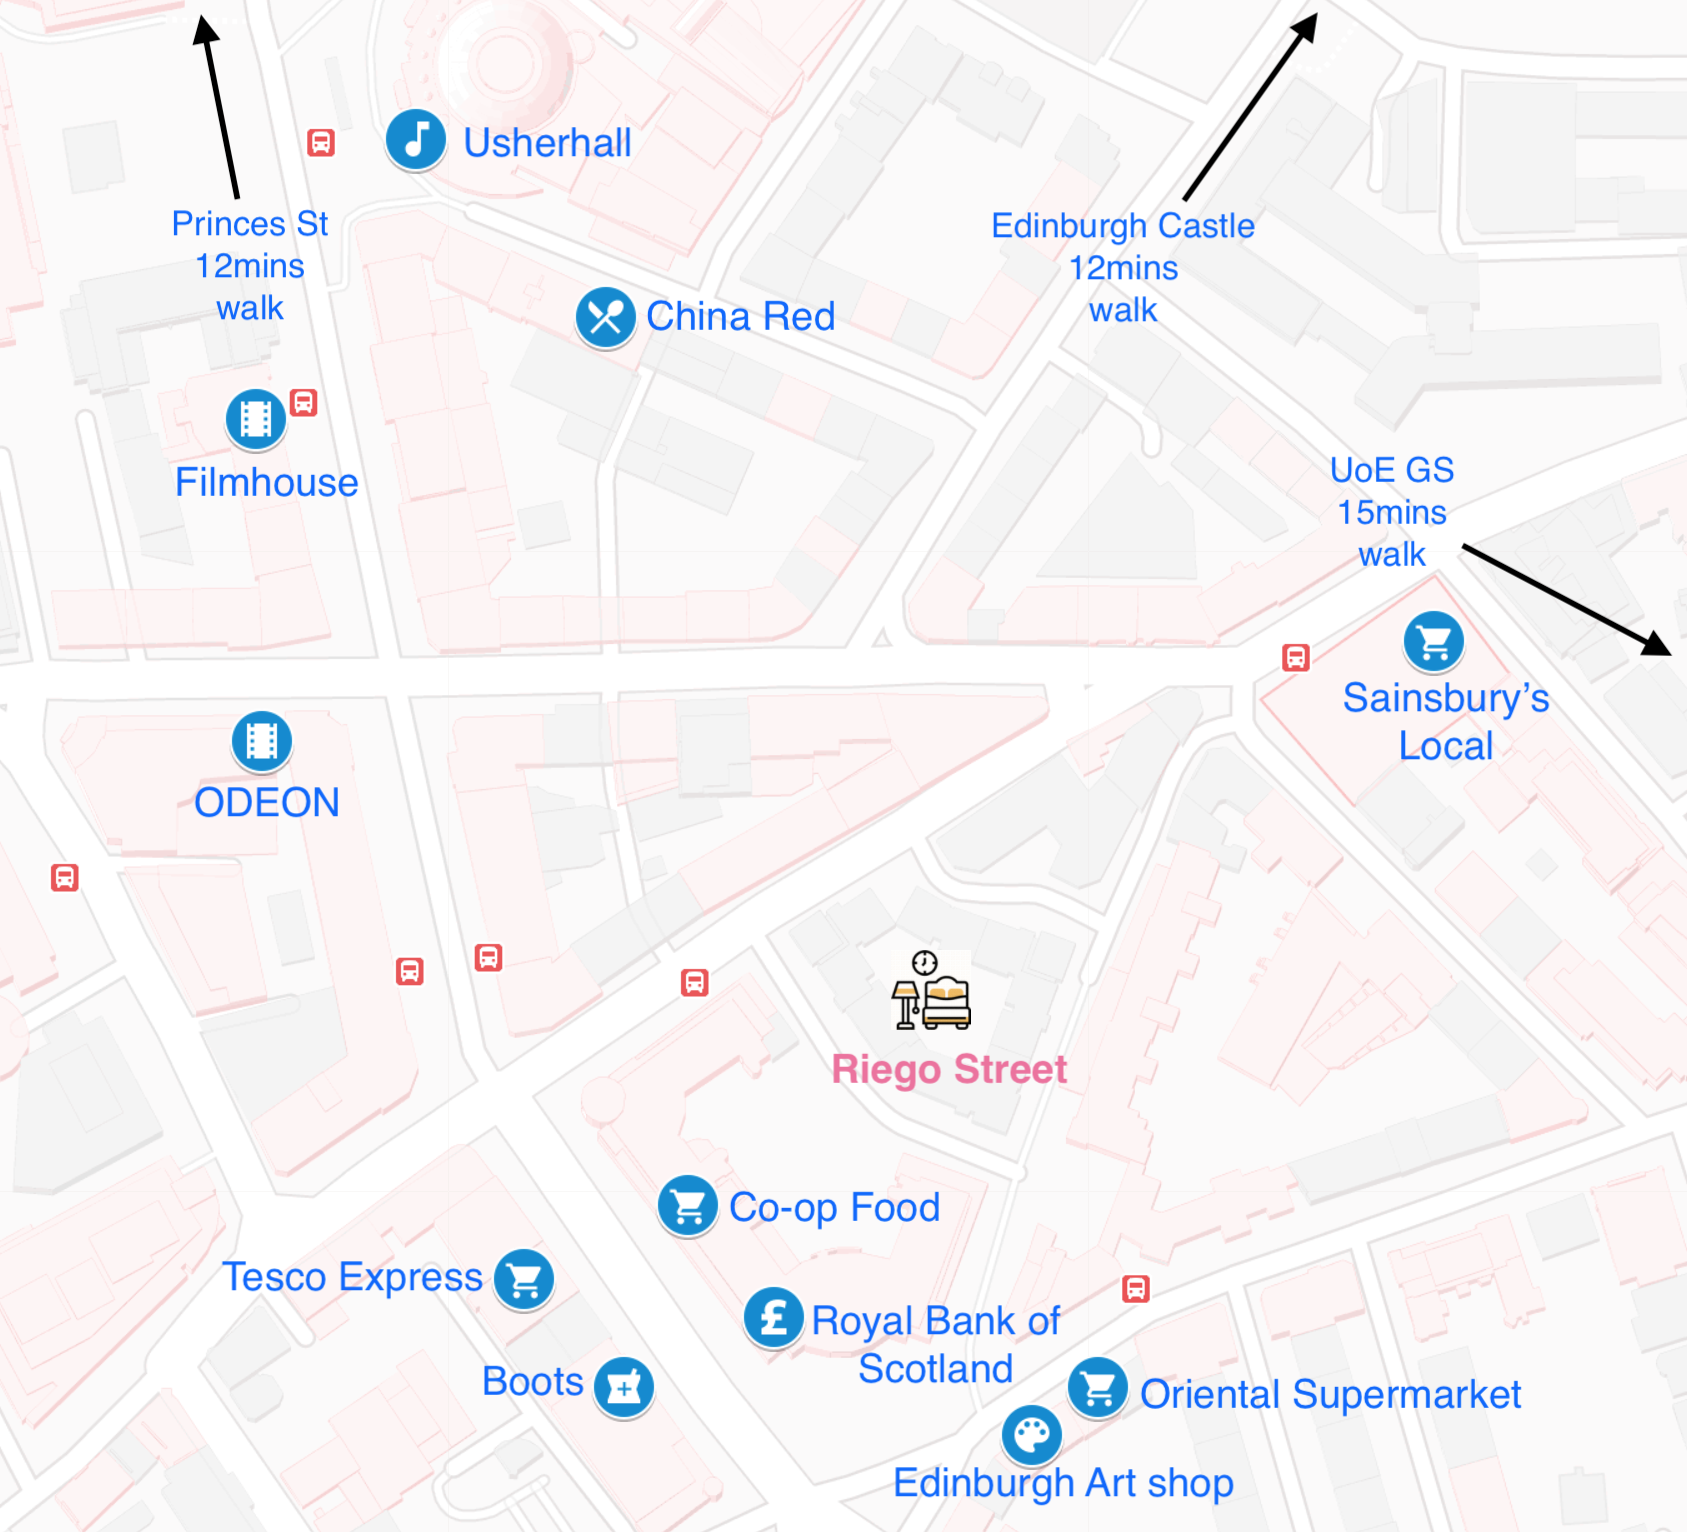 Usherhall
Princes St
12mins
walk
Edinburgh Castle
12mins
walk
China Red
Filmhouse
UoE GS
15mins
walk
Sainsbury's
Local
ODEON
Riego Street
Co-op Food
Tesco Express
£
Royal Bank of
Scotland
Boots
Oriental Supermarket
Edinburgh Art shop